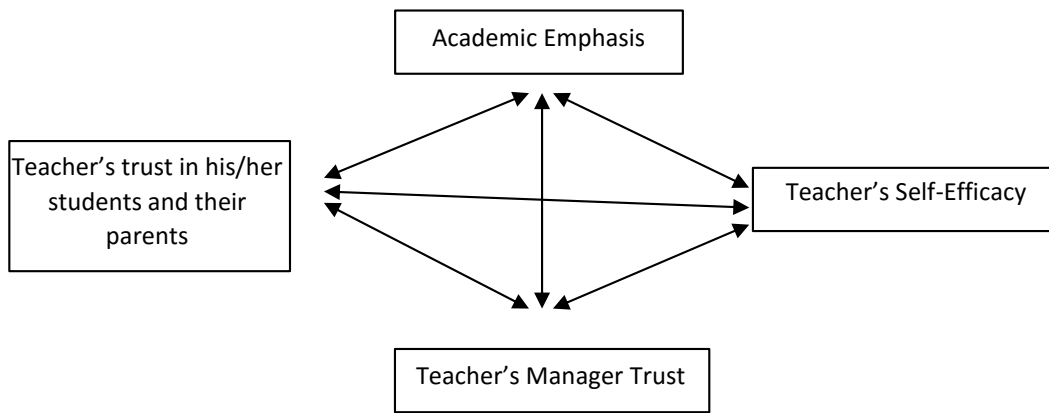 Academic Emphasis
Teacher’s trust in his/her
students and their
parents
Teacher’s Self-Efficacy
Teacher’s Manager Trust